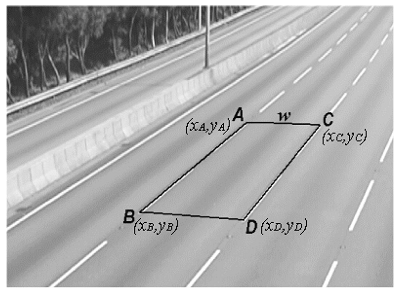 A w C
(xA,yA) (xC,yC)
B D
(xB,yB) (xD,yD)